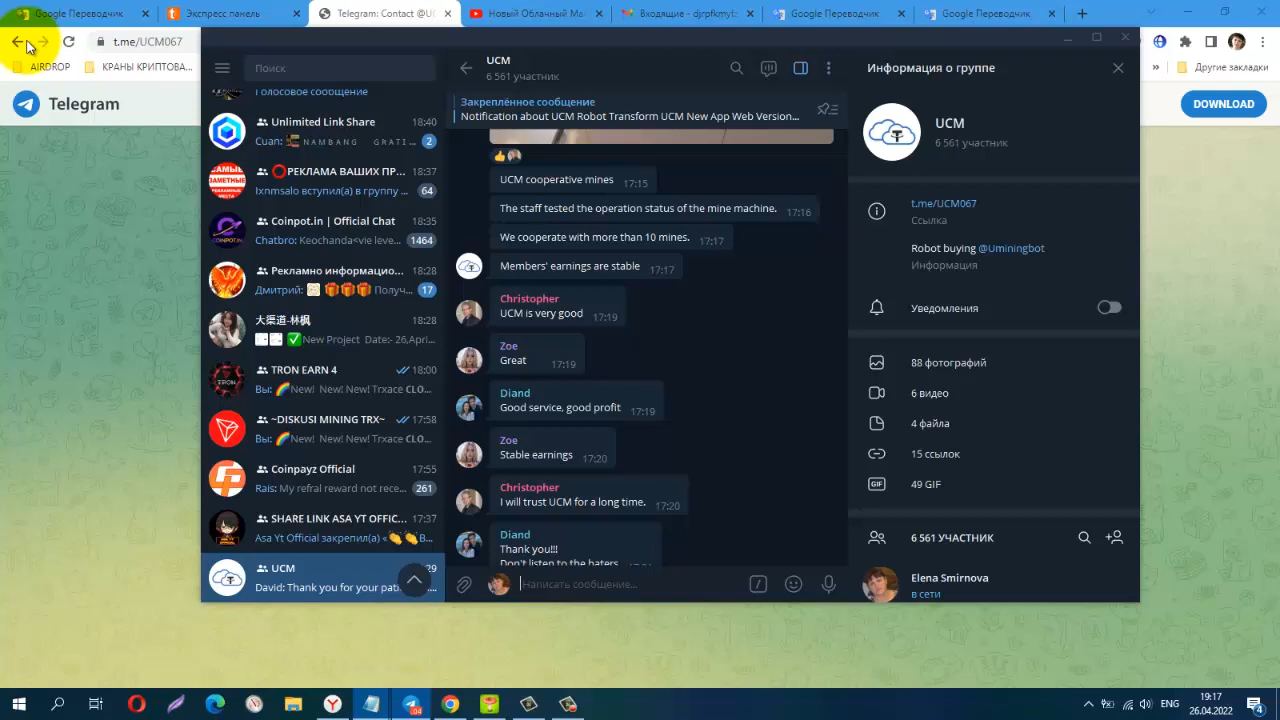 Google Переводчик
Экспресс панель
Telegram: Contact @UC
Новый Облачный Ма
Входящие - djrpfkmyt
Google Переводчик
Google Переводчик
t.me/UCM067
AIRDROP
КРАНЫ КРИПТОВА...
Другие закладки
Telegram
DOWNLOAD
Поиск
Голосовое сообщение
Unlimited Link Share 18:40
Cuan: NAMBANG GRATI... 2
⭕РЕКЛАМА ВАШИХ ПР... 18:37
Ixnmsalo вступил(а) в группу ... 64
Coinpot.in | Official Chat 18:35
Chatbro: Keochanda<vie leve... 1464
Рекламно информацио... 18:28
Дмитрий: 🎁🎁🎁 Получ... 17
大渠道-林枫 18:28
✅New Project Date:- 26,Apri...
TRON EARN 4 18:00
Вы: 🌈New! New! New! Trxace CLO...
~DISKUSI MINING TRX~ 17:58
Вы: 🌈New! New! New! Trxace CLO...
Coinpayz Official 17:55
Rais: My refral reward not rece... 261
SHARE LINK ASA YT OFFIC... 17:37
Asa Yt Official закрепил(а) «👏👏В...
UCM
David: Thank you for your pat
UCM
6 561 участник
Закреплённое сообщение
Notification about UCM Robot Transform UCM New App Web Version...
UCM cooperative mines 17:15
The staff tested the operation status of the mine machine. 17:16
We cooperate with more than 10 mines. 17:17
Members' earnings are stable 17:17
Christopher
UCM is very good 17:19
Zoe
Great 17:19
Diand
Good service, good profit 17:19
Zoe
Stable earnings 17:20
Christopher
I will trust UCM for a long time. 17:20
Diand
Thank you!!!
Don't listen to the haters
Написать сообщение...
Информация о группе
UCM
6 561 участник
t.me/UCM067
Ссылка
Robot buying @Uminingbot
Информация
Уведомления
88 фотографий
6 видео
4 файла
15 ссылок
GIF
49 GIF
6 561 УЧАСТНИК
Elena Smirnova
в сети
ENG
19:17
26.04.2022
4